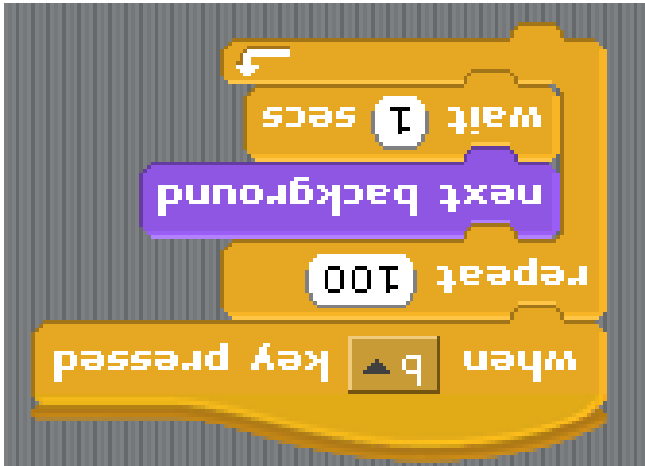 when b key pressed
repeat 100
next background
wait 1 secs